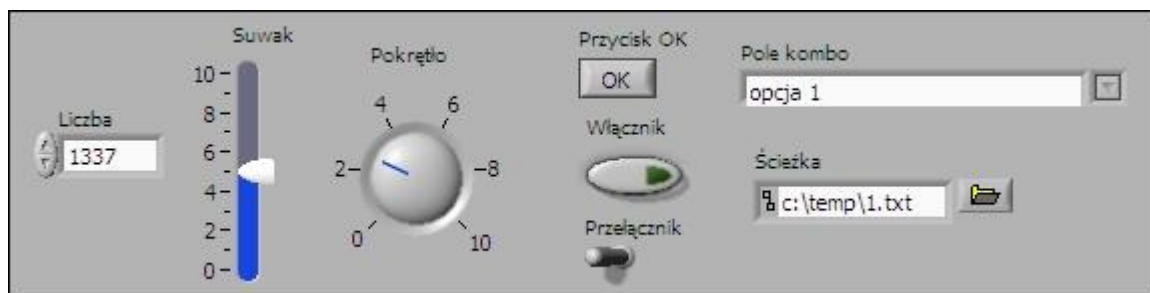 Liczba
1337
Suwak
10
8
6
4
2
0
Pokrętło
4
6
2
8
0
10
Przycisk OK
OK
Włącznik
Przełącznik
Pole kombo
opcja 1
Ścieżka
c:\temp\1.txt